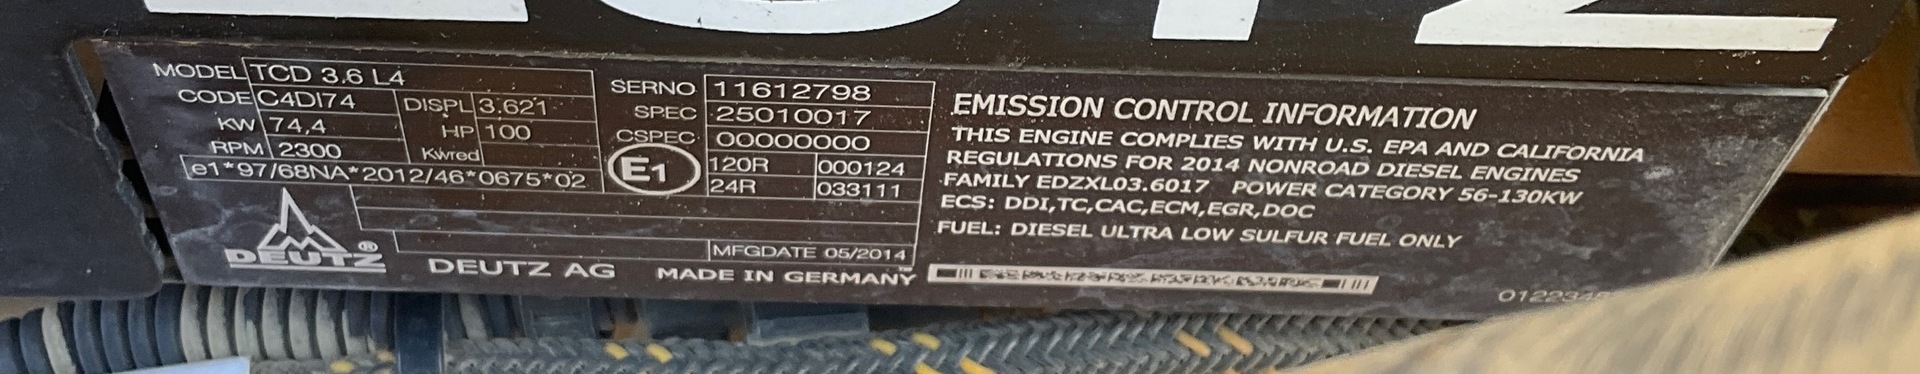 MODEL TCD 3.6 L4
CODE C4DI74 DISPL 3.621
KW 74,4 HP 100
RPM 2300 Kwred
e1*97/68NA*2012/46*0675*02
SERNO 11612798
SPEC 25010017
CSPEC 00000000
E1 120R 000124
24R 033111
MFGDATE 05/2014
DEUTZ ®
DEUTZ AG MADE IN GERMANY
EMISSION CONTROL INFORMATION
THIS ENGINE COMPLIES WITH U.S. EPA AND CALIFORNIA
REGULATIONS FOR 2014 NONROAD DIESEL ENGINES
FAMILY EDZXL03.6017 POWER CATEGORY 56-130KW
ECS: DDI,TC,CAC,ECM,EGR,DOC
FUEL: DIESEL ULTRA LOW SULFUR FUEL ONLY